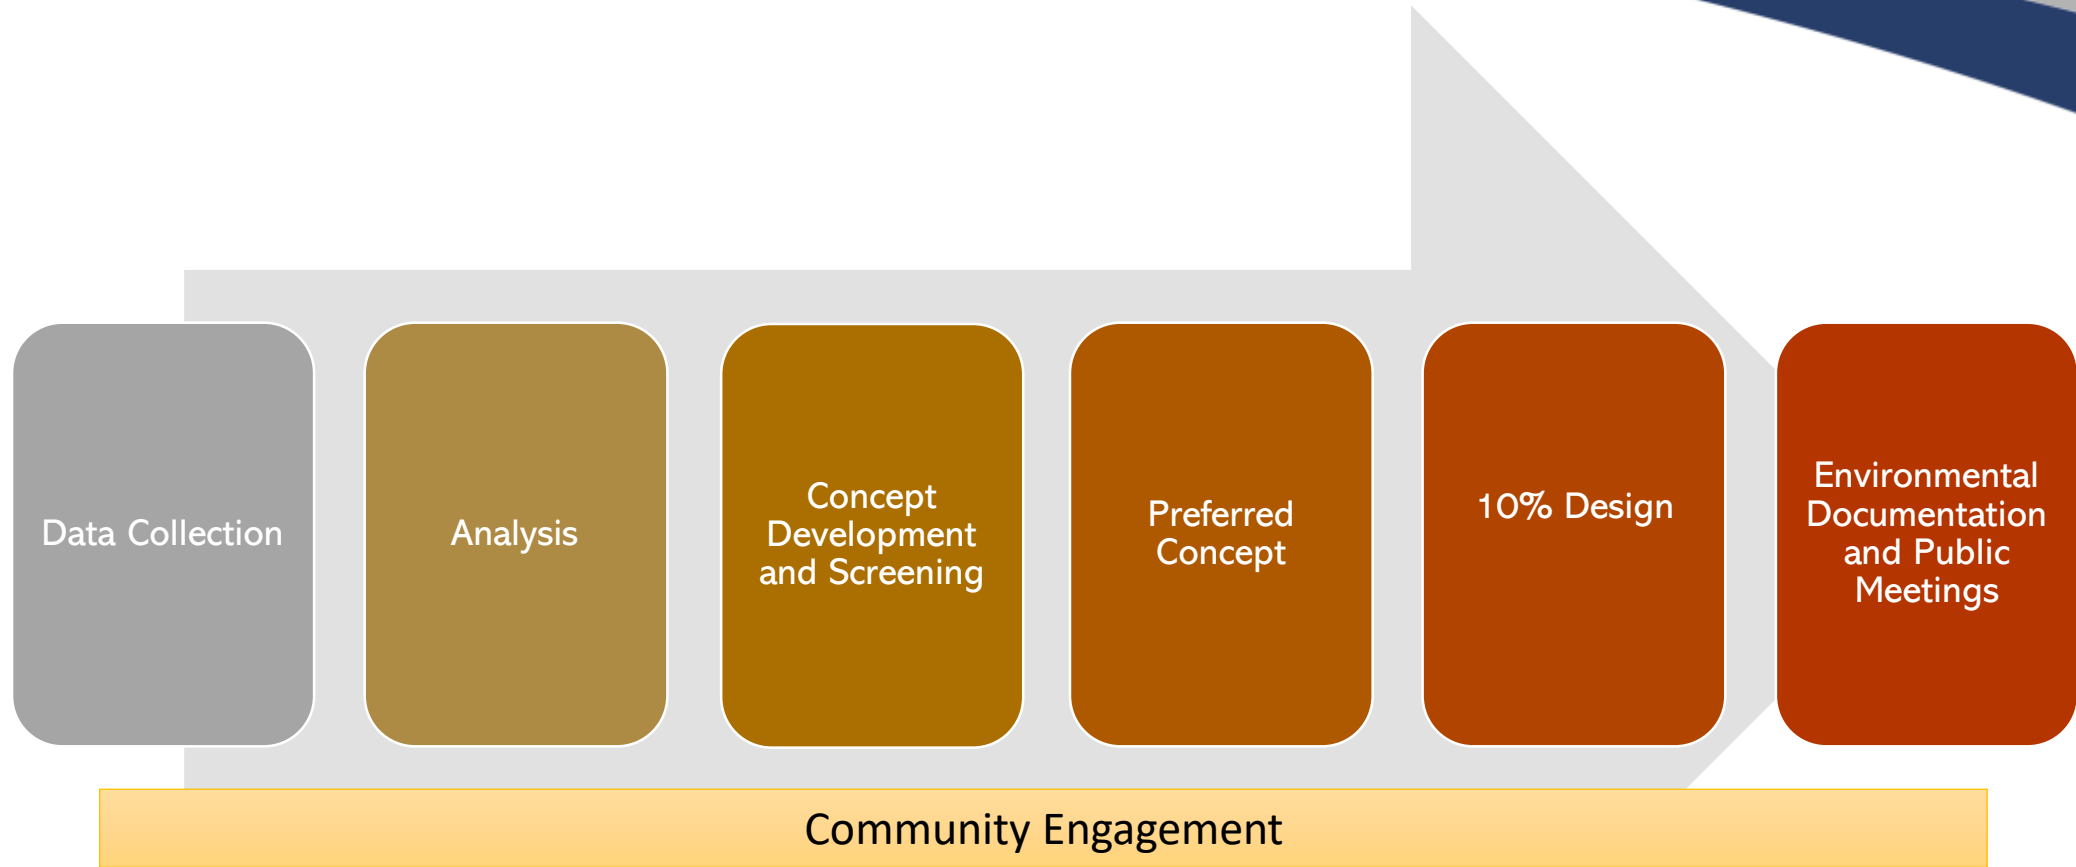 Data Collection
Analysis
Concept
Development
and Screening
Preferred
Concept
10% Design
Environmental
Documentation
and Public
Meetings
Community Engagement